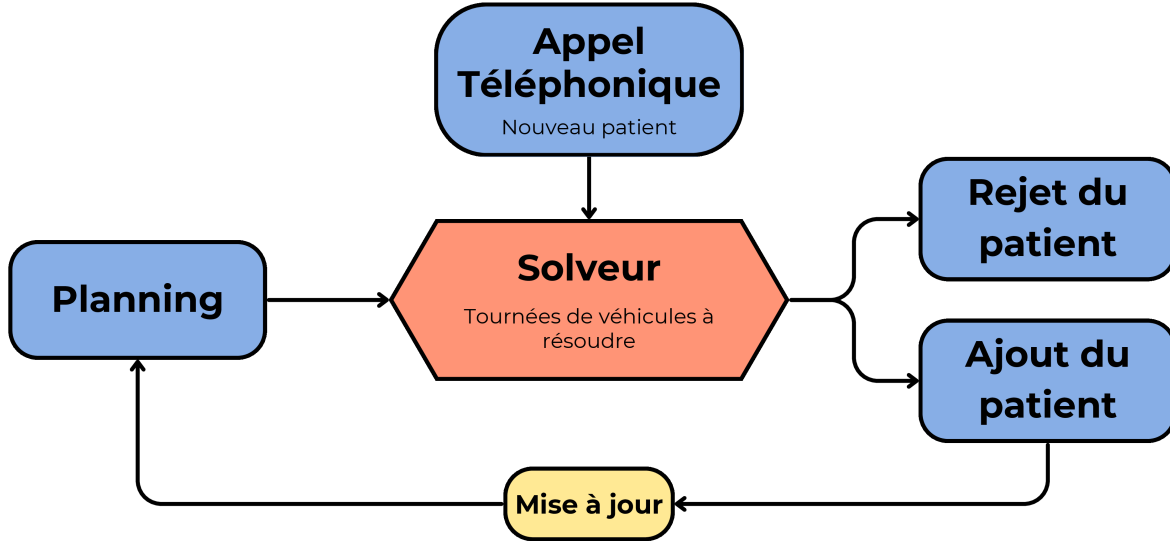 Appel
Téléphonique
Nouveau patient
Rejet du
patient
Planning
Solveur
Tournées de véhicules à
résoudre
Ajout du
patient
Mise à jour